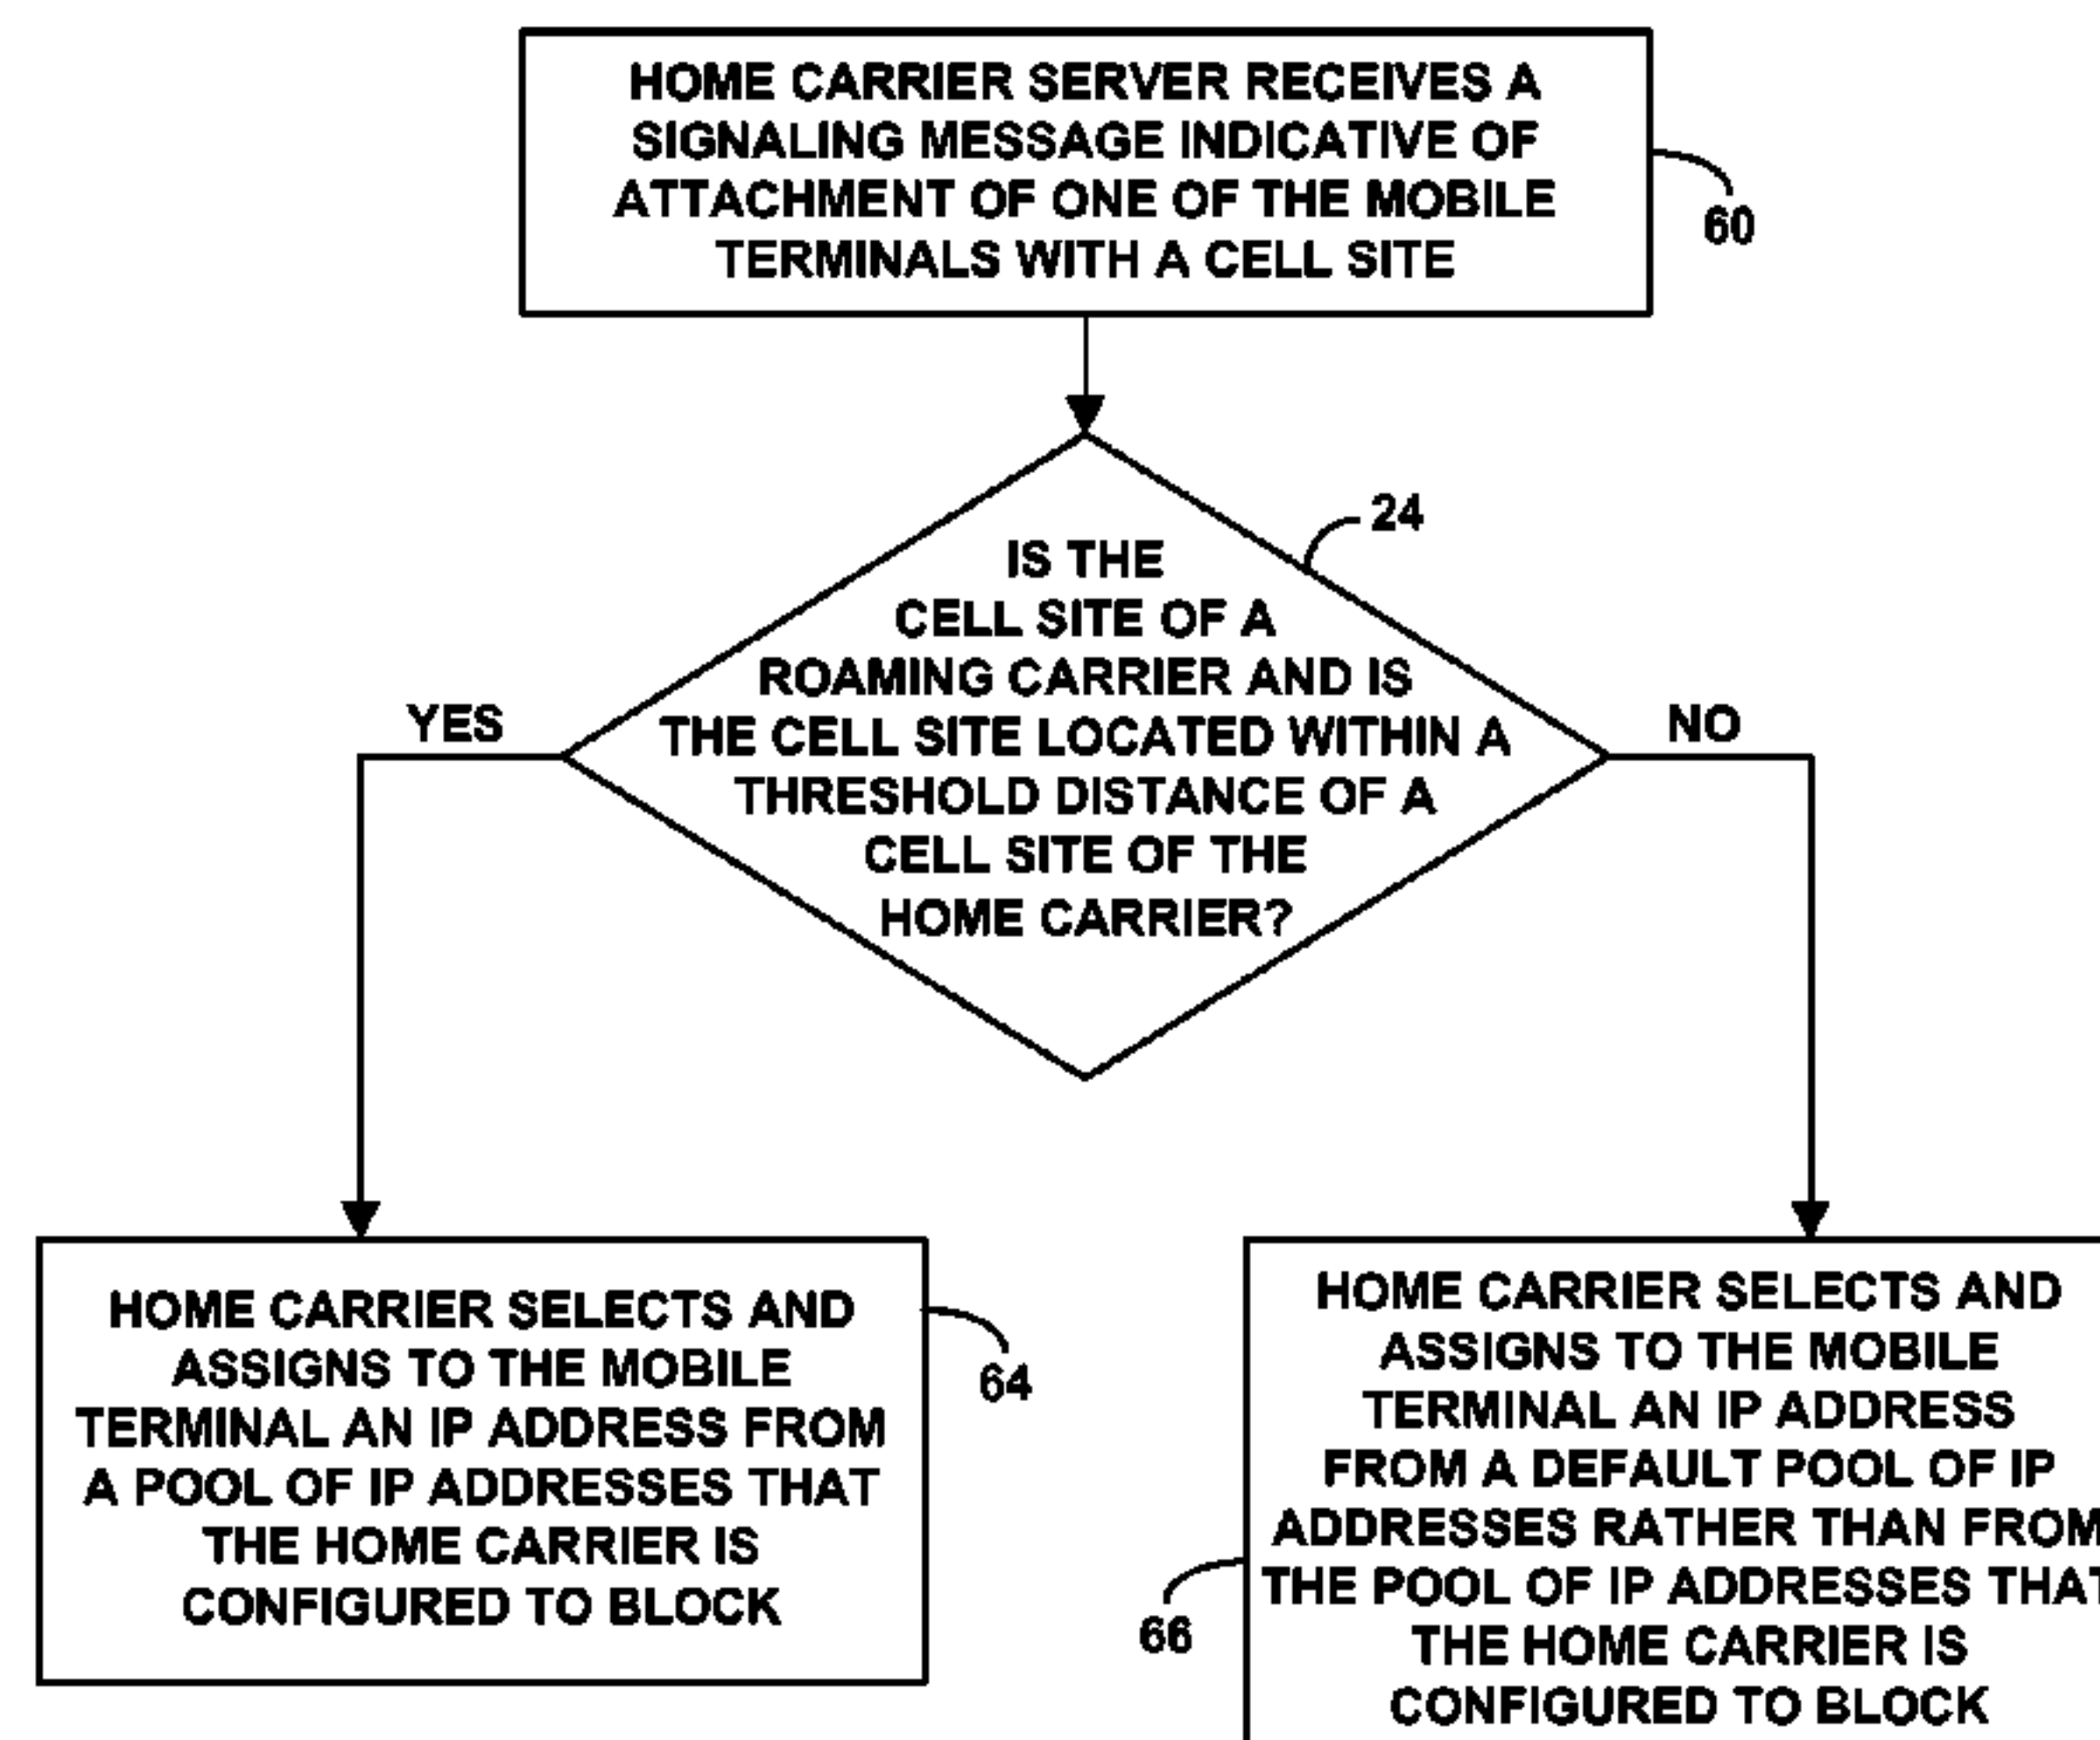 HOME CARRIER SERVER RECEIVES A
SIGNALING MESSAGE INDICATIVE OF
ATTACHMENT OF ONE OF THE MOBILE
TERMINALS WITH A CELL SITE
60
24
IS THE
CELL SITE OF A
ROAMING CARRIER AND IS
THE CELL SITE LOCATED WITHIN A
THRESHOLD DISTANCE OF A
CELL SITE OF THE
HOME CARRIER?
YES
NO
HOME CARRIER SELECTS AND
ASSIGNS TO THE MOBILE
TERMINAL AN IP ADDRESS FROM
A POOL OF IP ADDRESSES THAT
THE HOME CARRIER IS
CONFIGURED TO BLOCK
64
HOME CARRIER SELECTS AND
ASSIGNS TO THE MOBILE
TERMINAL AN IP ADDRESS
FROM A DEFAULT POOL OF IP
ADDRESSES RATHER THAN FROM
THE POOL OF IP ADDRESSES THAT
THE HOME CARRIER IS
CONFIGURED TO BLOCK
66